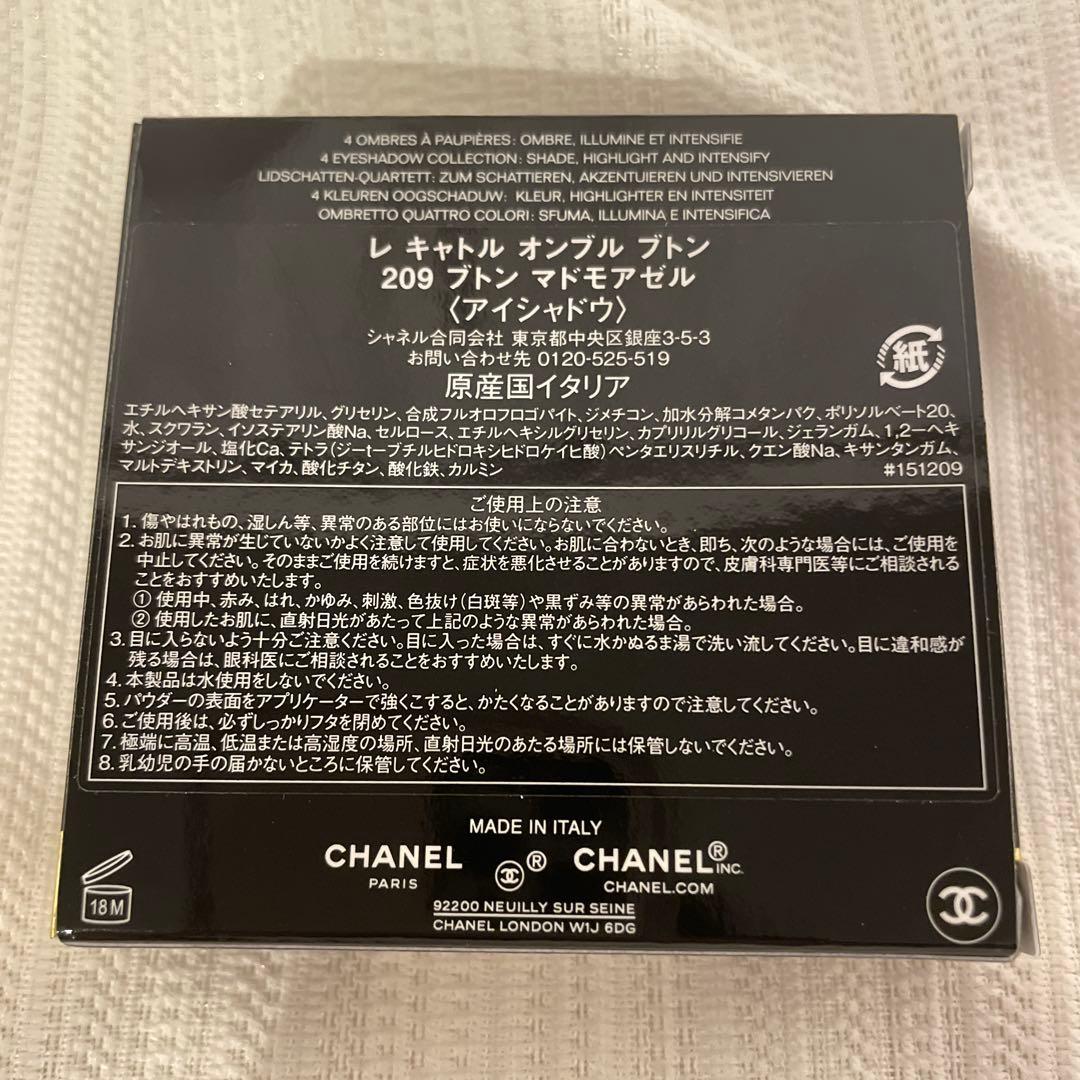 4 OMBRES À PAUPIÈRES: OMBRE, ILLUMINE ET INTENSIFIE
4 EYESHADOW COLLECTION: SHADE, HIGHLIGHT AND INTENSIFY
LIDSCHATTEN-QUARTETT: ZUM SCHATTIEREN, AKZENTUIEREN UND INTENSIVIEREN
4 KLEUREN OOGSCHADUW: KLEUR, HIGHLIGHTER EN INTENSITEIT
OMBRETTO QUATTRO COLORI: SFUMA, ILLUMINA E INTENSIFICA
レ キャトル オンブル ブトン
209 ブトン マドモアゼル
〈アイシャドウ〉
シャネル合同会社 東京都中央区銀座3-5-3
お問い合わせ先 0120-525-519
原産国イタリア
紙
エチルヘキサン酸セテアリル、グリセリン、合成フルオロフロゴパイト、ジメチコン、加水分解コメタンパク、ポリソルベート20、
水、スクワラン、イソステアリン酸Na、セルロース、エチルヘキシルグリセリン、カプリリルグリコール、ジェランガム、1,2－ヘキ
サンジオール、塩化Ca、テトラ(ジーt－ブチルヒドロキシヒドロケイヒ酸)ペンタエリスリチル、クエン酸Na、キサンタンガム、
マルトデキストリン、マイカ、酸化チタン、酸化鉄、カルミン #151209
ご使用上の注意
1. 傷やはれもの、湿しん等、異常のある部位にはお使いにならないでください。
2. お肌に異常が生じていないかよく注意して使用してください。お肌に合わないとき、即ち、次のような場合には、ご使用を
中止してください。そのままご使用を続けますと、症状を悪化させることがありますので、皮膚科専門医等にご相談される
ことをおすすめいたします。
① 使用中、赤み、はれ、かゆみ、刺激、色抜け(白斑等)や黒ずみ等の異常があらわれた場合。
② 使用したお肌に、直射日光があたって上記のような異常があらわれた場合。
3. 目に入らないよう十分ご注意ください。目に入った場合は、すぐに水かぬるま湯で洗い流してください。目に違和感が
残る場合は、眼科医にご相談されることをおすすめいたします。
4. 本製品は水使用をしないでください。
5. パウダーの表面をアプリケーターで強くこすると、かたくなることがありますので注意してください。
6. ご使用後は、必ずしっかりフタを閉めてください。
7. 極端に高温、低温または高湿度の場所、直射日光のあたる場所には保管しないでください。
8. 乳幼児の手の届かないところに保管してください。
MADE IN ITALY
CHANEL ® CHANEL® INC.
PARIS CHANEL.COM
18M
92200 NEUILLY SUR SEINE
CHANEL LONDON W1J 6DG